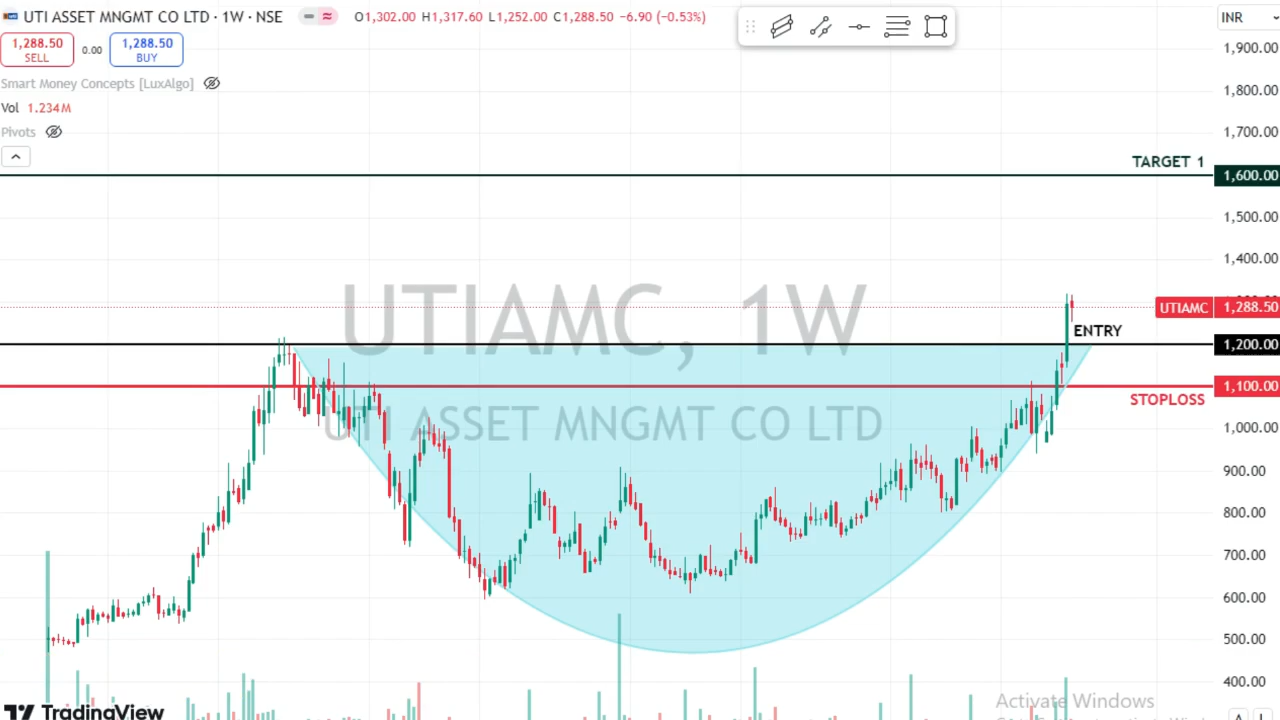 UTI ASSET MNGMT CO LTD · 1W · NSE
O1,302.00 H1,317.60 L1,252.00 C1,288.50 −6.90 (−0.53%)
INR
1,288.50
SELL
0.00
1,288.50
BUY
Smart Money Concepts [LuxAlgo]
Vol 1.234M
Pivots
1,900.00
1,800.00
1,700.00
TARGET 1
1,600.00
1,500.00
1,400.00
UTIAMC 1,288.50
ENTRY
1,200.00
1,100.00
STOPLOSS
UTIAMC, 1W
UTI ASSET MNGMT CO LTD
1,000.00
900.00
800.00
700.00
600.00
500.00
400.00
Activate Windows
TradingView